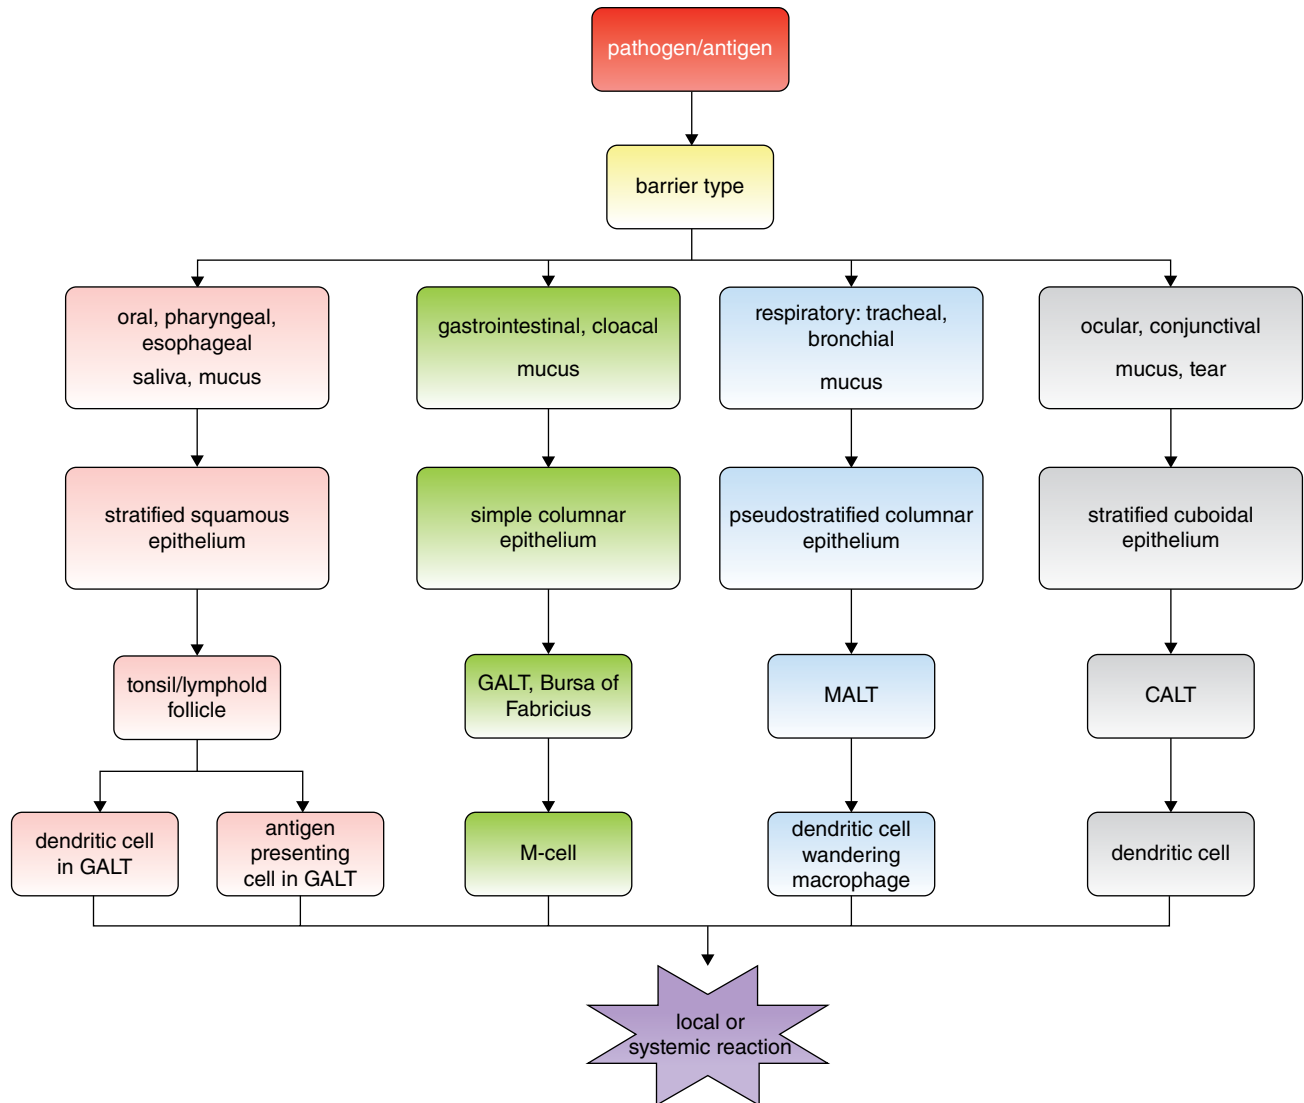 pathogen/antigen
barrier type
oral, pharyngeal,
esophageal
saliva, mucus
gastrointestinal, cloacal
mucus
respiratory: tracheal,
bronchial
mucus
ocular, conjunctival
mucus, tear
stratified squamous
epithelium
simple columnar
epithelium
pseudostratified columnar
epithelium
stratified cuboidal
epithelium
tonsil/lymphold
follicle
GALT, Bursa of
Fabricius
MALT
CALT
dendritic cell
in GALT
antigen
presenting
cell in GALT
M-cell
dendritic cell
wandering
macrophage
dendritic cell
local or
systemic reaction